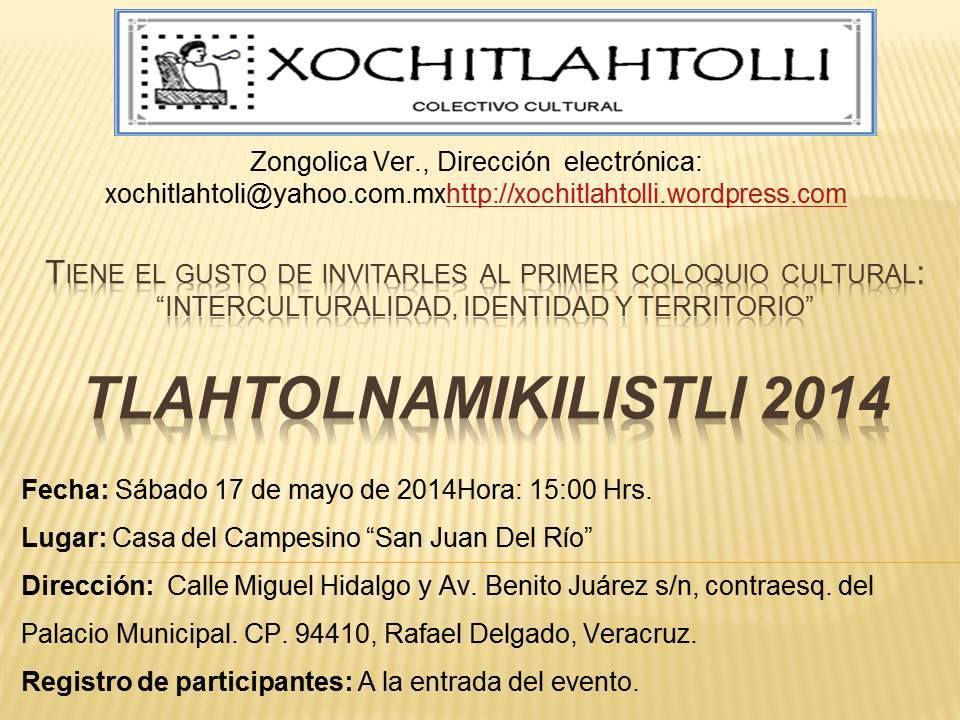 XOCHITLAHTOLLI
COLECTIVO CULTURAL
Zongolica Ver., Dirección electrónica:
xochitlahtoli@yahoo.com.mxhttp://xochitlahtolli.wordpress.com
TIENE EL GUSTO DE INVITARLES AL PRIMER COLOQUIO CULTURAL:
“INTERCULTURALIDAD, IDENTIDAD Y TERRITORIO”
TLAHTOLNAMIKILISTLI 2014
Fecha: Sábado 17 de mayo de 2014Hora: 15:00 Hrs.
Lugar: Casa del Campesino “San Juan Del Río”
Dirección: Calle Miguel Hidalgo y Av. Benito Juárez s/n, contraesq. del
Palacio Municipal. CP. 94410, Rafael Delgado, Veracruz.
Registro de participantes: A la entrada del evento.